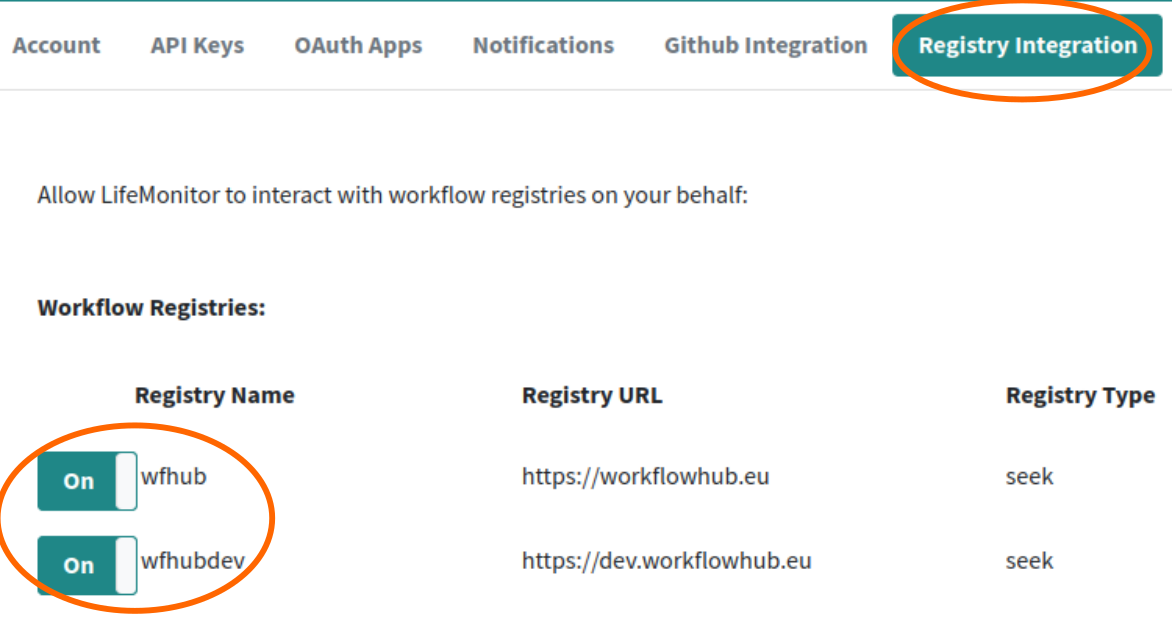 Account API Keys OAuth Apps Notifications Github Integration Registry Integration
Allow LifeMonitor to interact with workflow registries on your behalf:
Workflow Registries:
Registry Name Registry URL Registry Type
On wfhub https://workflowhub.eu seek
On wfhubdev https://dev.workflowhub.eu seek